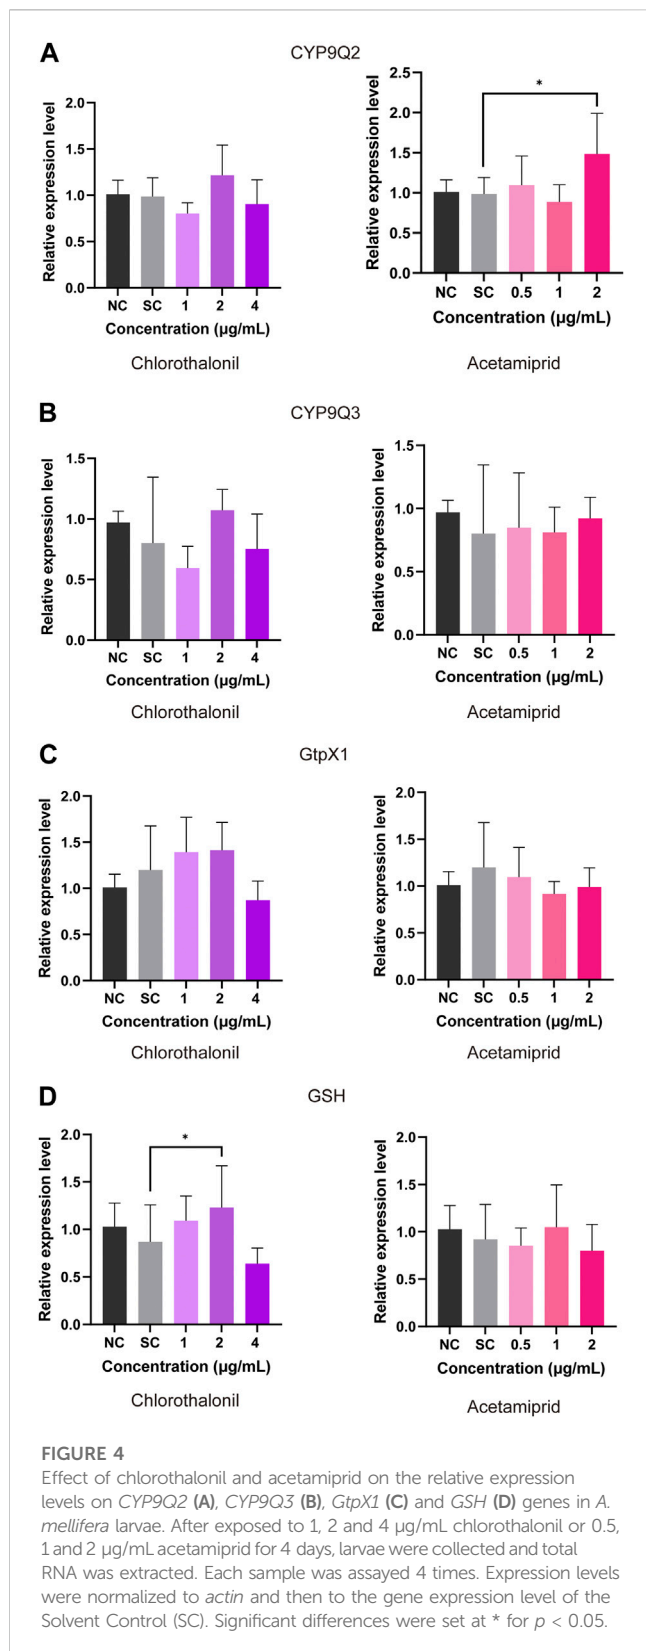 A
CYP9Q2
Relative expression level
2.0
1.5
1.0
0.5
0.0
NC SC 1 2 4
Concentration (µg/mL)
Chlorothalonil
Relative expression level
2.5
2.0
1.5
1.0
0.5
0.0
*
NC SC 0.5 1 2
Concentration (µg/mL)
Acetamiprid
B
CYP9Q3
Relative expression level
1.5
1.0
0.5
0.0
NC SC 1 2 4
Concentration (µg/mL)
Chlorothalonil
Relative expression level
1.5
1.0
0.5
0.0
NC SC 0.5 1 2
Concentration (µg/mL)
Acetamiprid
C
GtpX1
Relative expression level
2.0
1.5
1.0
0.5
0.0
NC SC 1 2 4
Concentration (µg/mL)
Chlorothalonil
Relative expression level
2.0
1.5
1.0
0.5
0.0
NC SC 0.5 1 2
Concentration (µg/mL)
Acetamiprid
D
GSH
Relative expression level
2.0
1.5
1.0
0.5
0.0
*
NC SC 1 2 4
Concentration (µg/mL)
Chlorothalonil
Relative expression level
2.0
1.5
1.0
0.5
0.0
NC SC 0.5 1 2
Concentration (µg/mL)
Acetamiprid
FIGURE 4
Effect of chlorothalonil and acetamiprid on the relative expression
levels on CYP9Q2 (A), CYP9Q3 (B), GtpX1 (C) and GSH (D) genes in A.
mellifera larvae. After exposed to 1, 2 and 4 µg/mL chlorothalonil or 0.5,
1 and 2 µg/mL acetamiprid for 4 days, larvae were collected and total
RNA was extracted. Each sample was assayed 4 times. Expression levels
were normalized to actin and then to the gene expression level of the
Solvent Control (SC). Significant differences were set at * for p < 0.05.